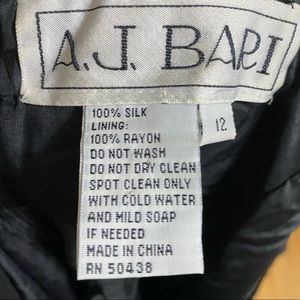 A.J. BARI
12
100% SILK
LINING:
100% RAYON
DO NOT WASH
DO NOT DRY CLEAN
SPOT CLEAN ONLY
WITH COLD WATER
AND MILD SOAP
IF NEEDED
MADE IN CHINA
RN 50438